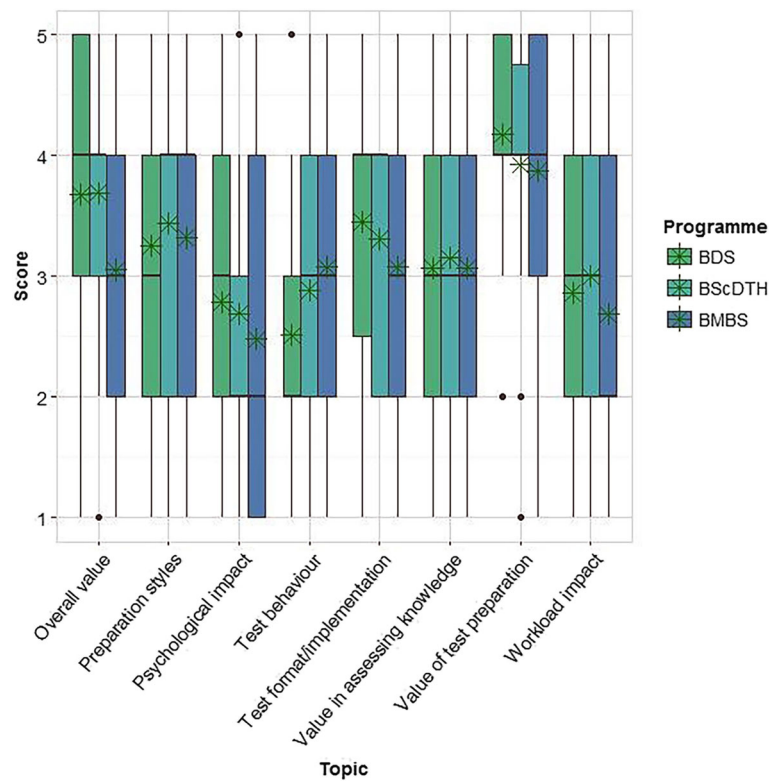 5
4
3
2
1
Score
Overall value
Preparation styles
Psychological impact
Test behaviour
Test format/implementation
Value in assessing knowledge
Value of test preparation
Workload impact
Topic
Programme
BDS
BScDTH
BMBS